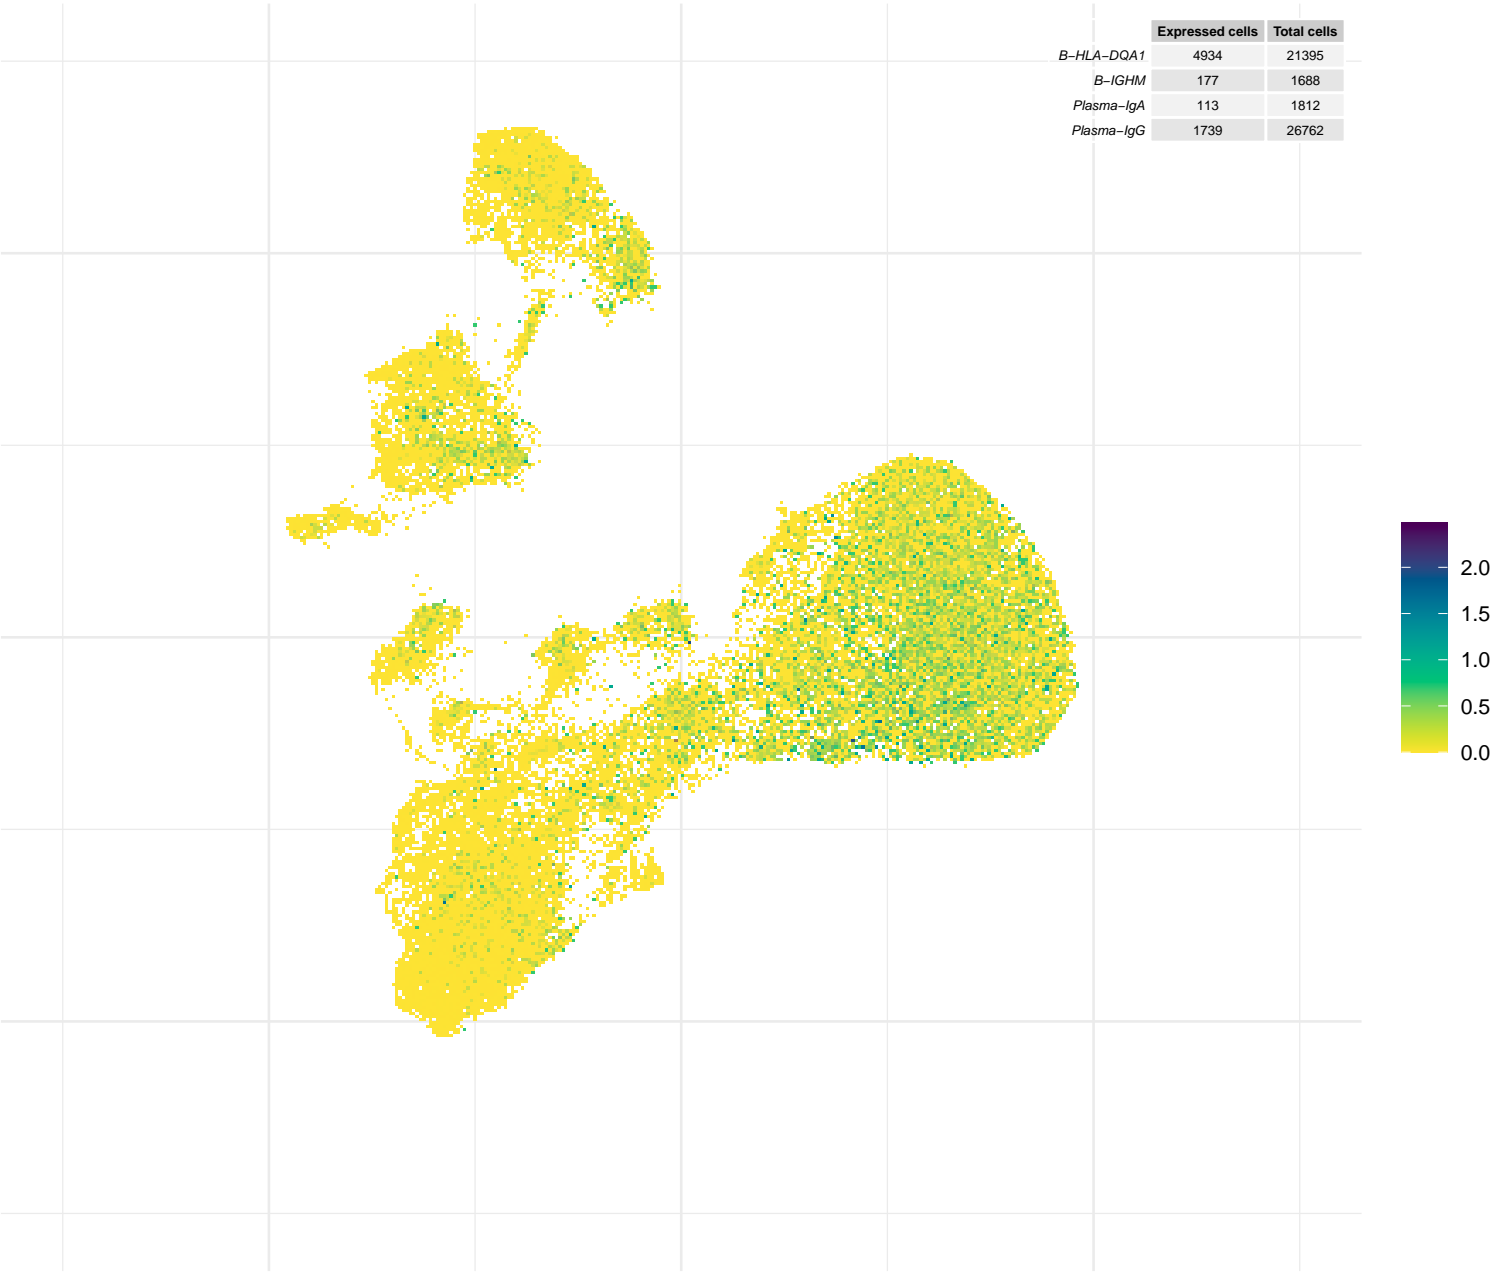 Expressed cells Total cells
B−HLA−DQA1 4934 21395
B−IGHM 177 1688
Plasma−IgA 113 1812
Plasma−IgG 1739 26762
2.0
1.5
1.0
0.5
0.0